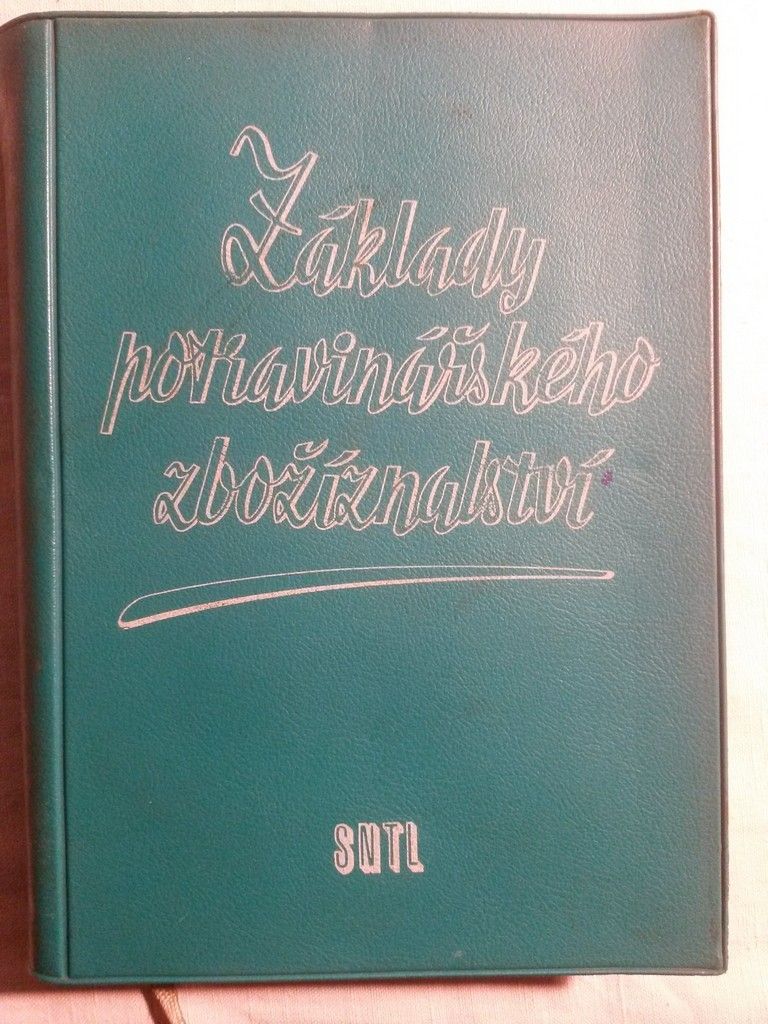 Základy
potravinářského
zbožíznalství
SNTL